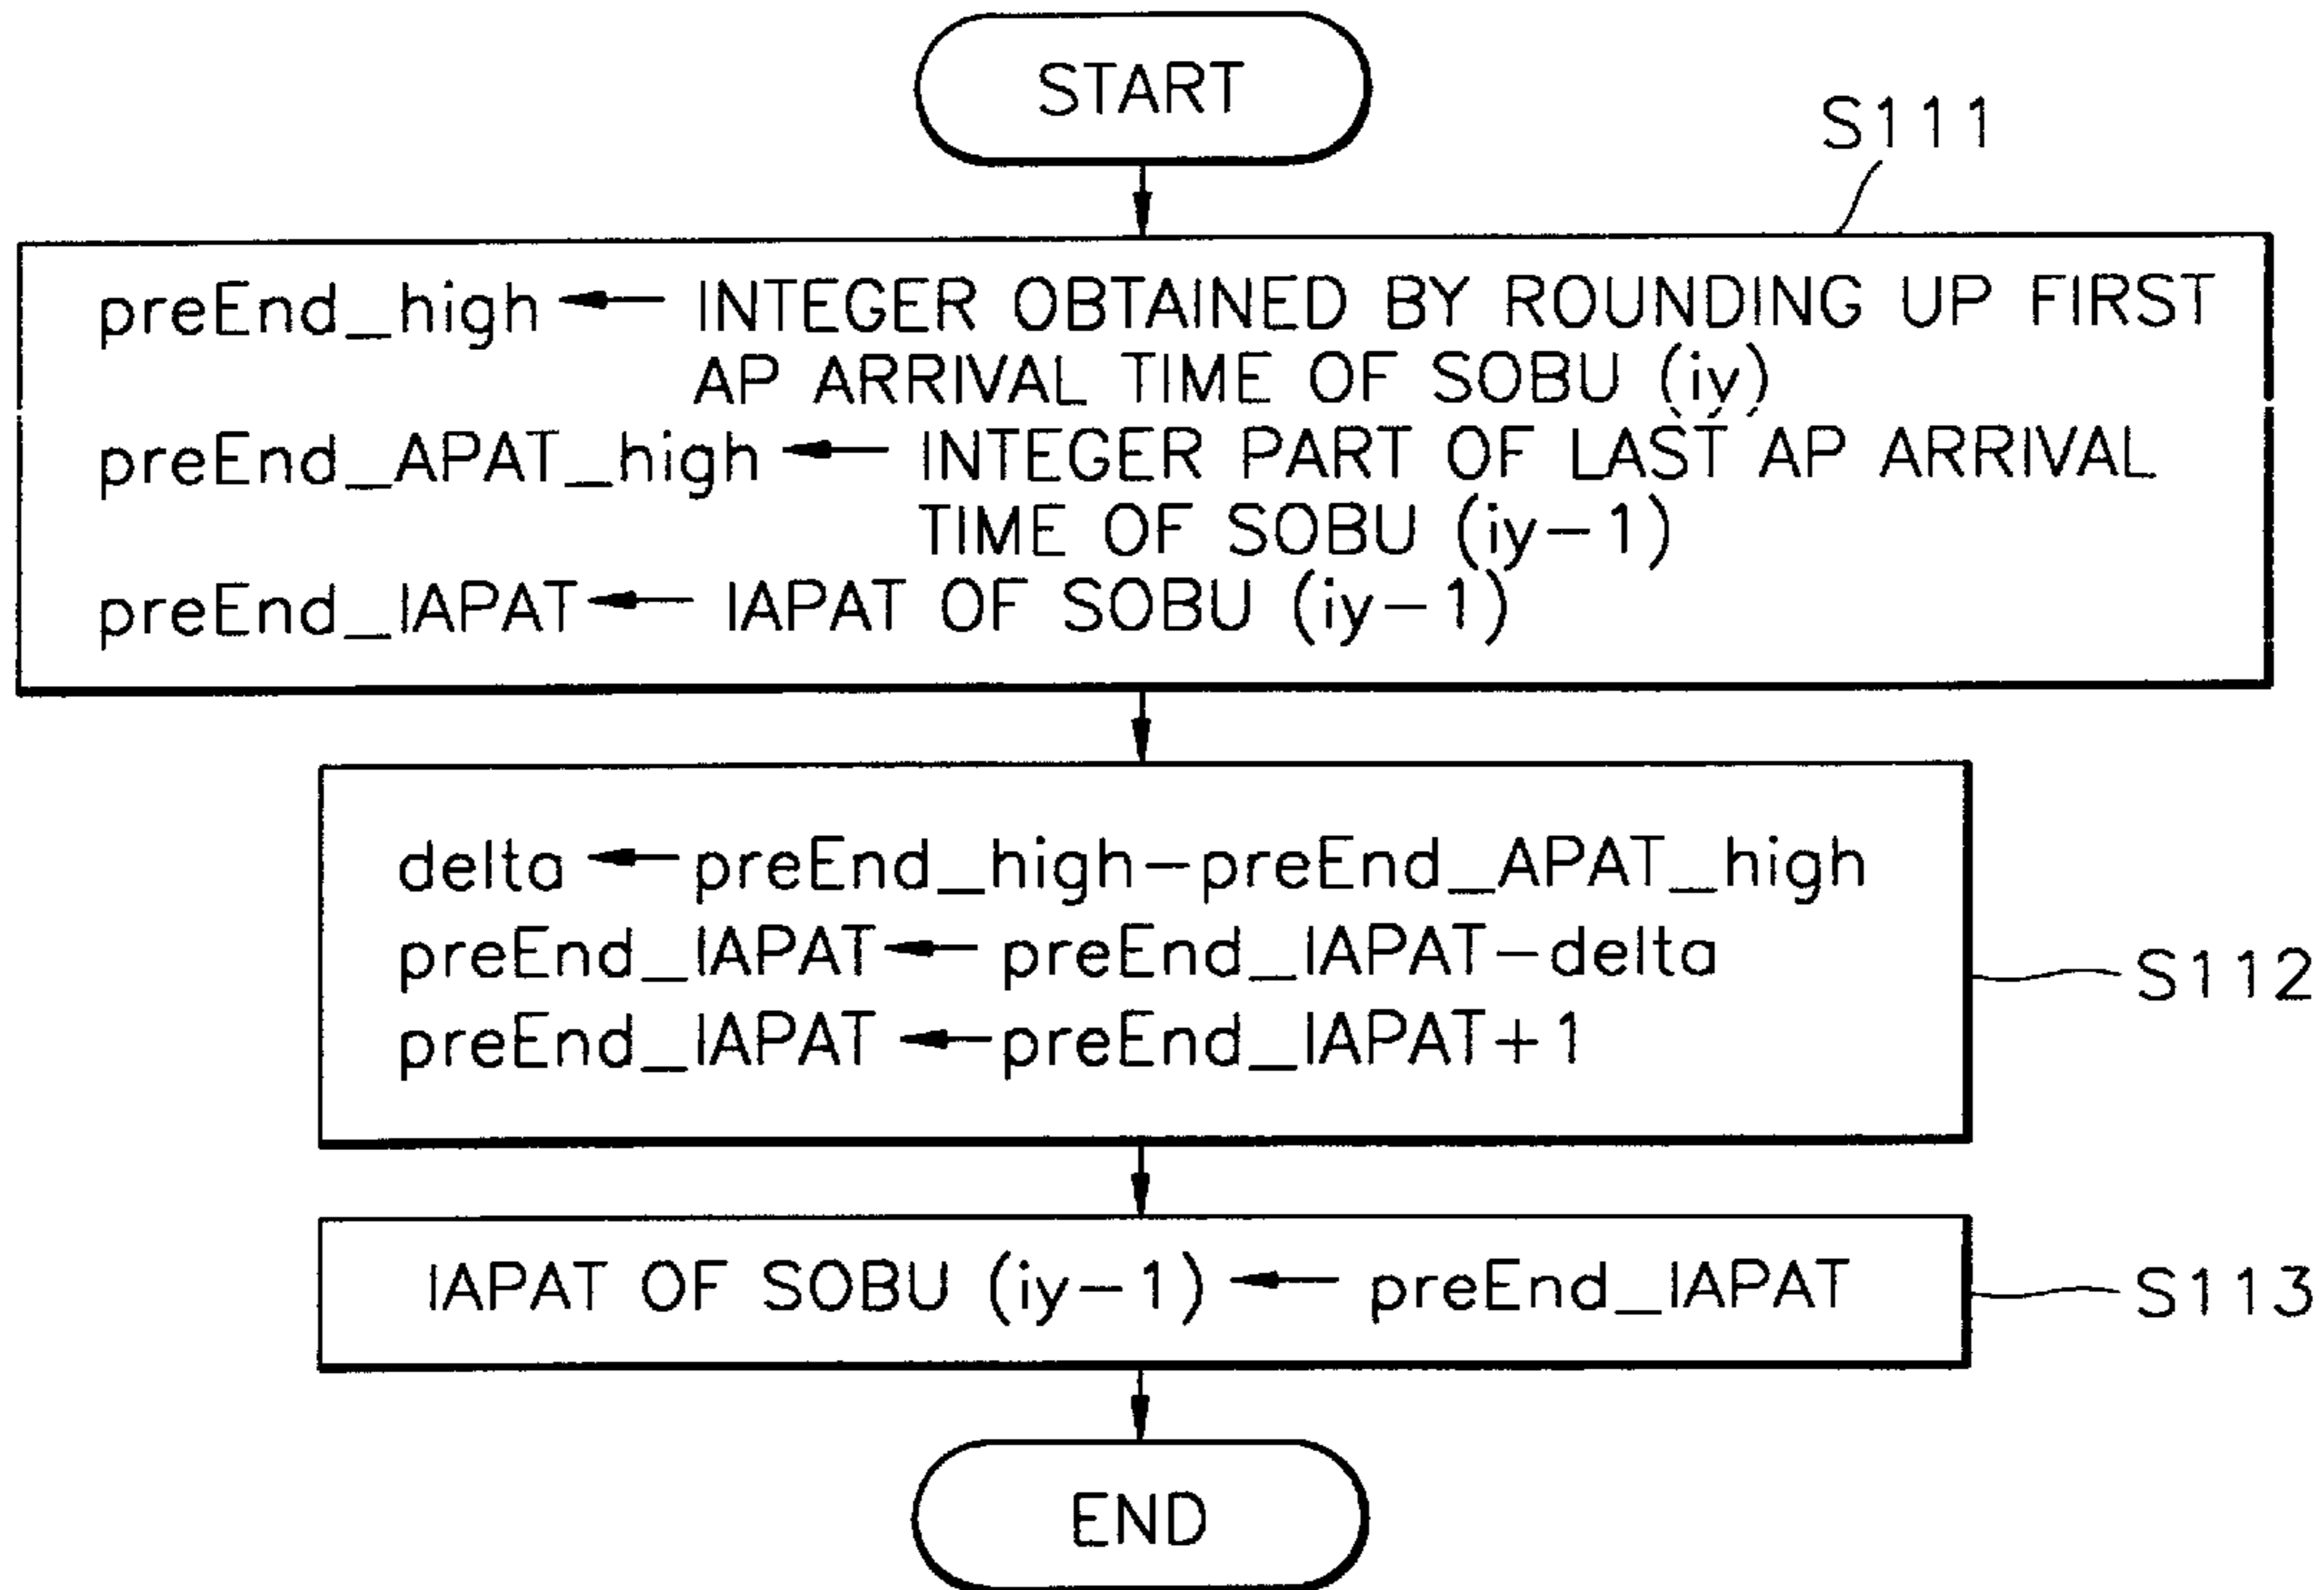 START
S111
preEnd_high ← INTEGER OBTAINED BY ROUNDING UP FIRST
AP ARRIVAL TIME OF SOBU (iy)
preEnd_APAT_high ← INTEGER PART OF LAST AP ARRIVAL
TIME OF SOBU (iy-1)
preEnd_IAPAT ← IAPAT OF SOBU (iy-1)
delta ← preEnd_high-preEnd_APAT_high
preEnd_IAPAT ← preEnd_IAPAT-delta
preEnd_IAPAT ← preEnd_IAPAT+1
S112
IAPAT OF SOBU (iy-1) ← preEnd_IAPAT
S113
END